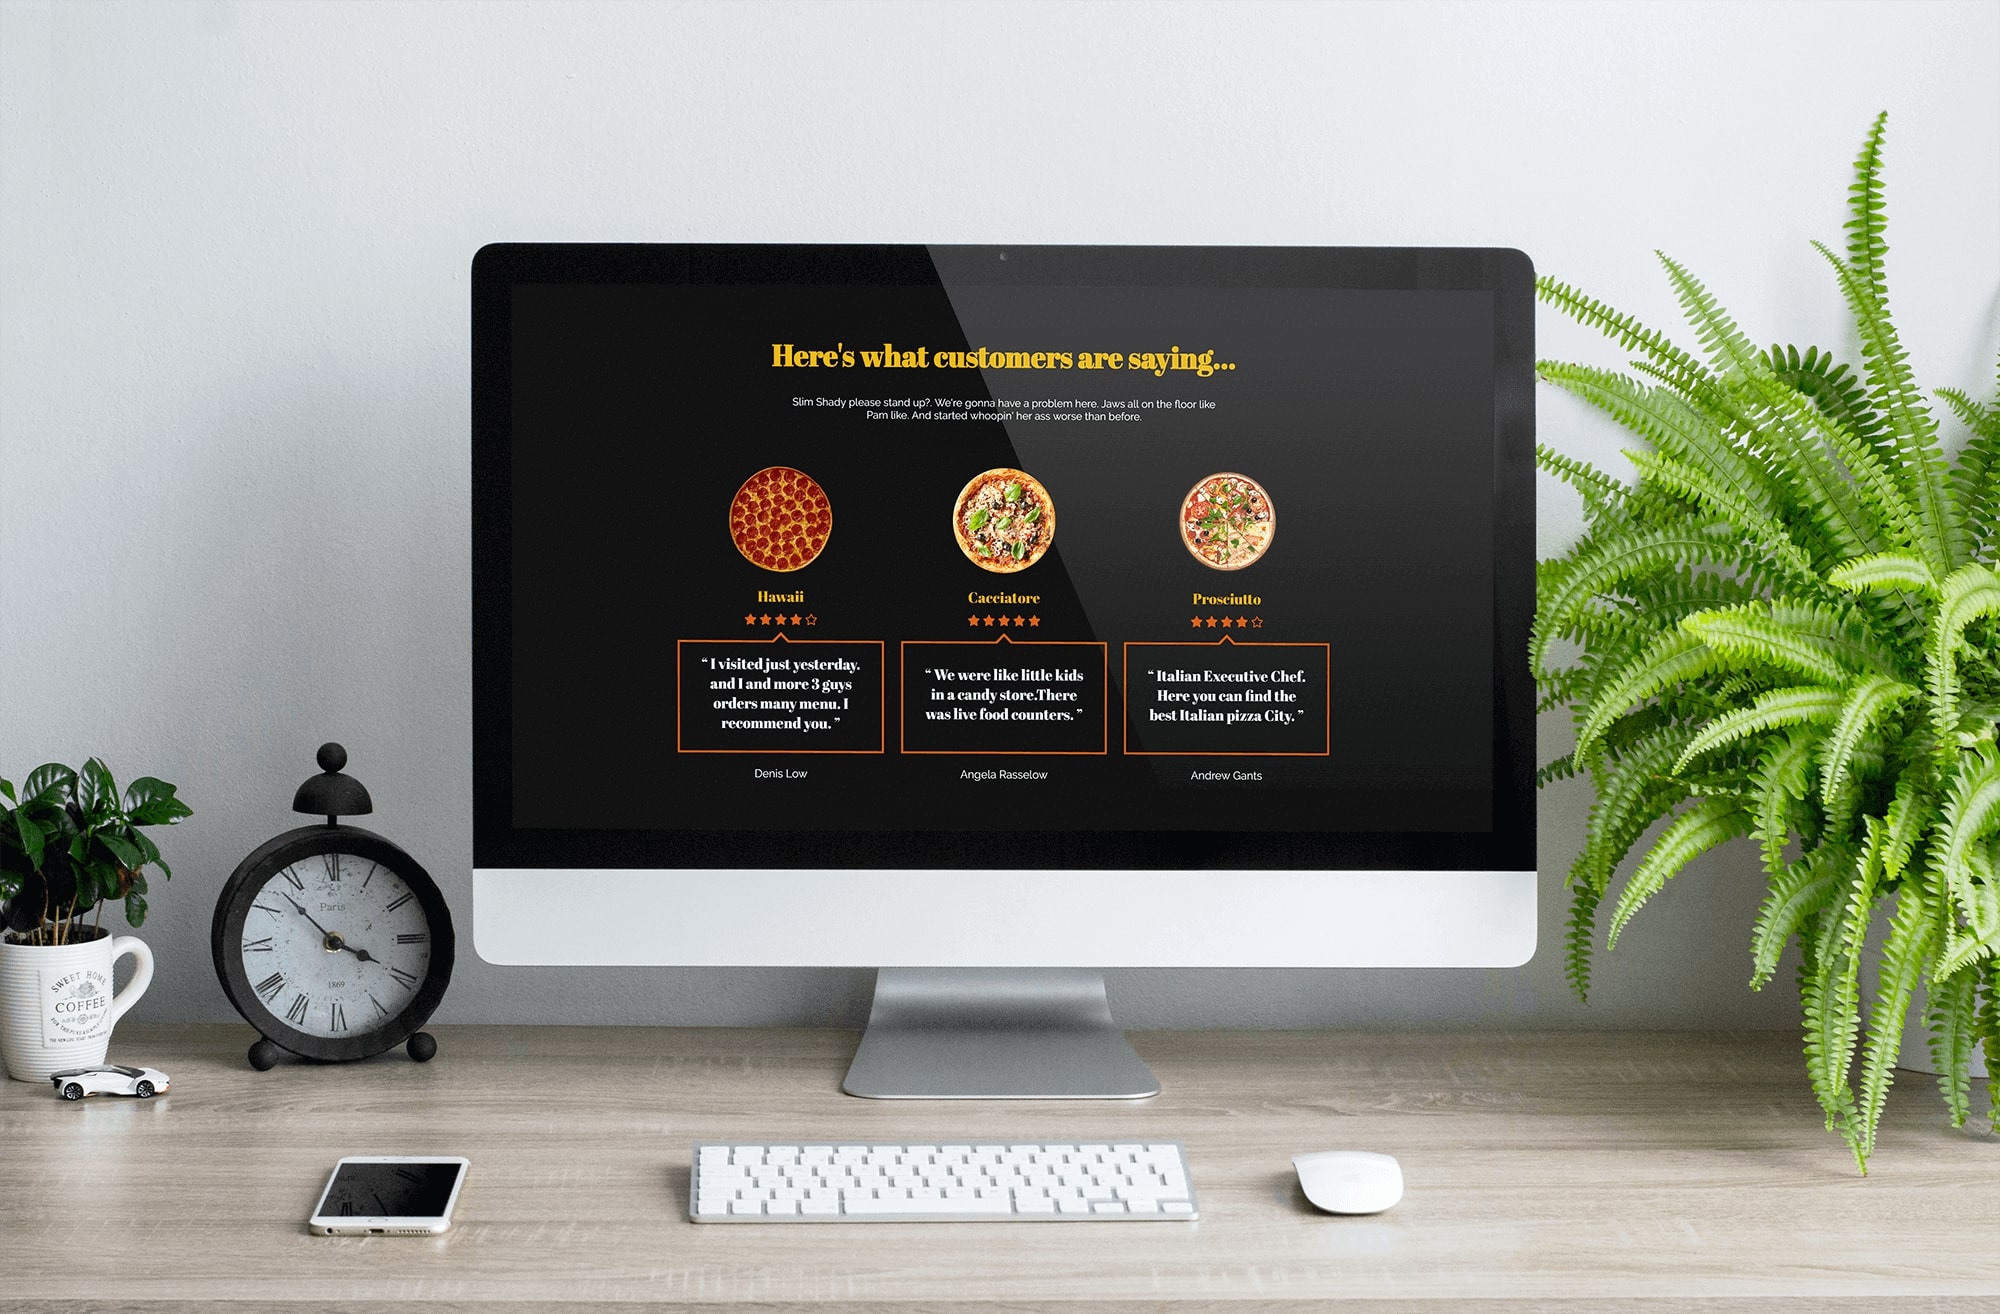 Here's what customers are saying...
Slim Shady please stand up?. We're gonna have a problem here. Jaws all on the floor like
Pam like. And started whoopin' her ass worse than before.
Hawaii
Cacciatore
Prosciutto
“ I visited just yesterday.
and I and more 3 guys
orders many menu. I
recommend you. ”
“ We were like little kids
in a candy store.There
was live food counters. ”
“ Italian Executive Chef.
Here you can find the
best Italian pizza City. ”
Denis Low
Angela Rasselow
Andrew Gants
Paris
1869
SWEET HOME
COFFEE